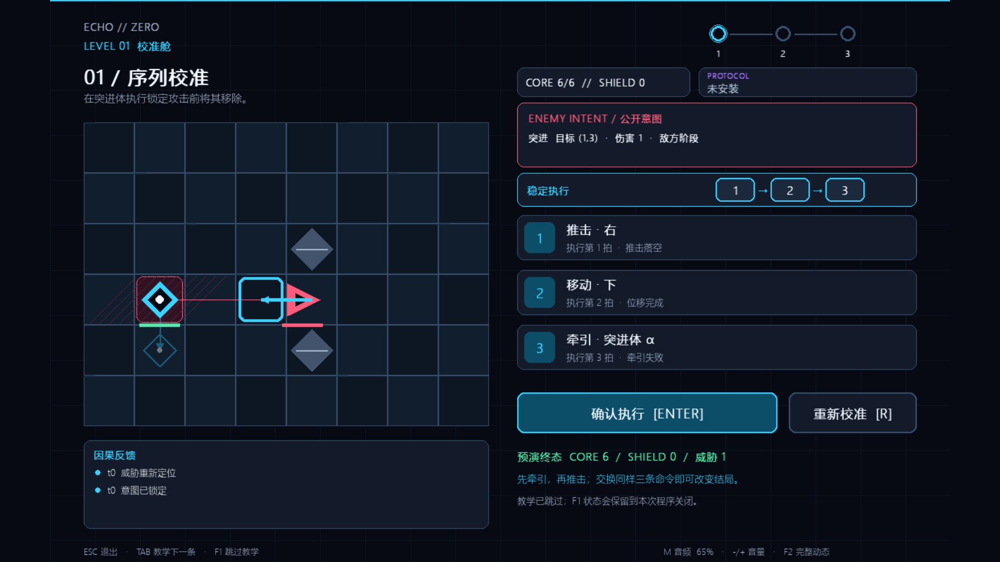 ECHO // ZERO
LEVEL 01 校准舱
01 / 序列校准
在突进体执行锁定攻击前将其移除。
1
2
3
CORE 6/6 // SHIELD 0
PROTOCOL
未安装
ENEMY INTENT / 公开意图
突进 目标 (1,3) · 伤害 1 · 敌方阶段
稳定执行
1 → 2 → 3
1
推击 · 右
执行第 1 拍 · 推击落空
2
移动 · 下
执行第 2 拍 · 位移完成
3
牵引 · 突进体 α
执行第 3 拍 · 牵引失败
确认执行 [ENTER]
重新校准 [R]
因果反馈
t0 威胁重新定位
t0 意图已锁定
预演终态 CORE 6 / SHIELD 0 / 威胁 1
先牵引，再推击；交换同样三条命令即可改变结局。
教学已跳过；F1 状态会保留到本次程序关闭。
ESC 退出 · TAB 教学下一条 · F1 跳过教学
M 音频 65% · -/+ 音量 · F2 完整动态